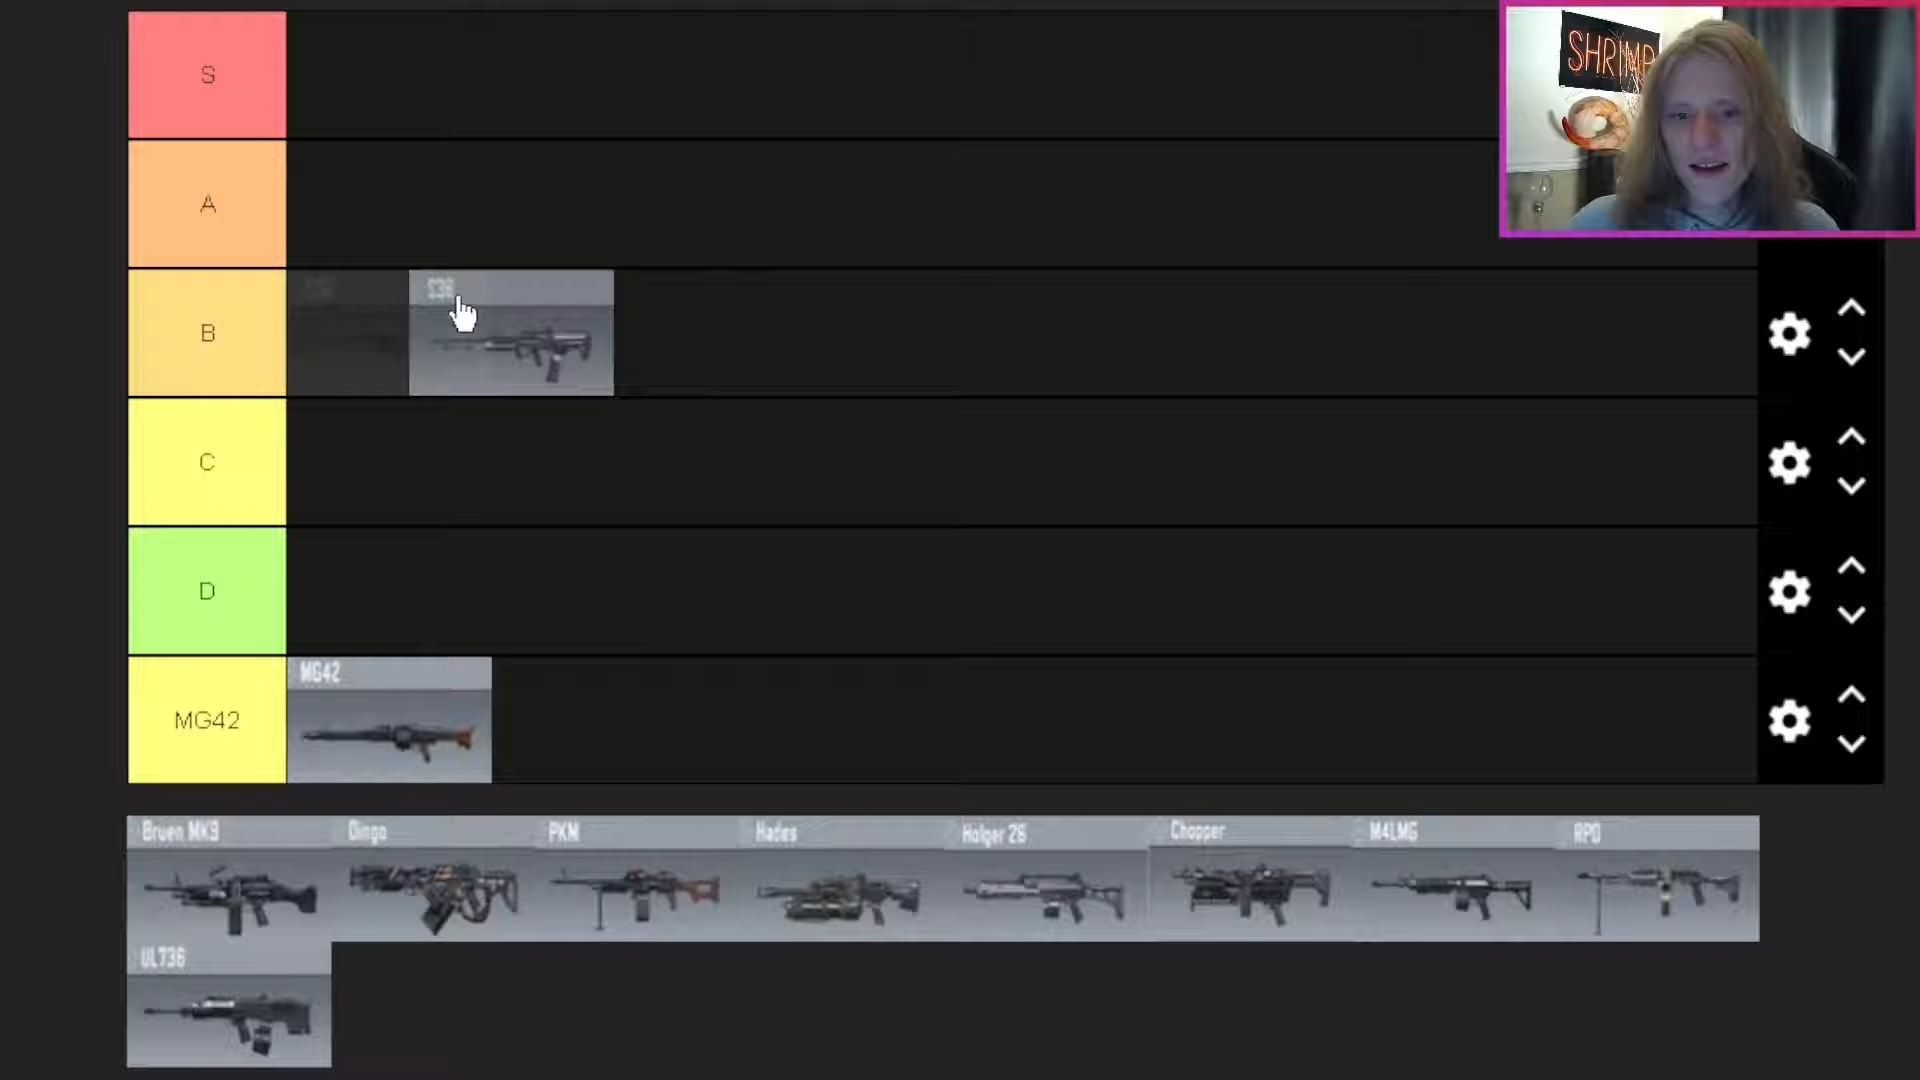 S
SHRIMP
A
B
S36
C
D
MG42
MG42
Bruen MK9
Dingo
PKM
Hades
Holger 26
Chopper
M4LMG
RPD
UL736